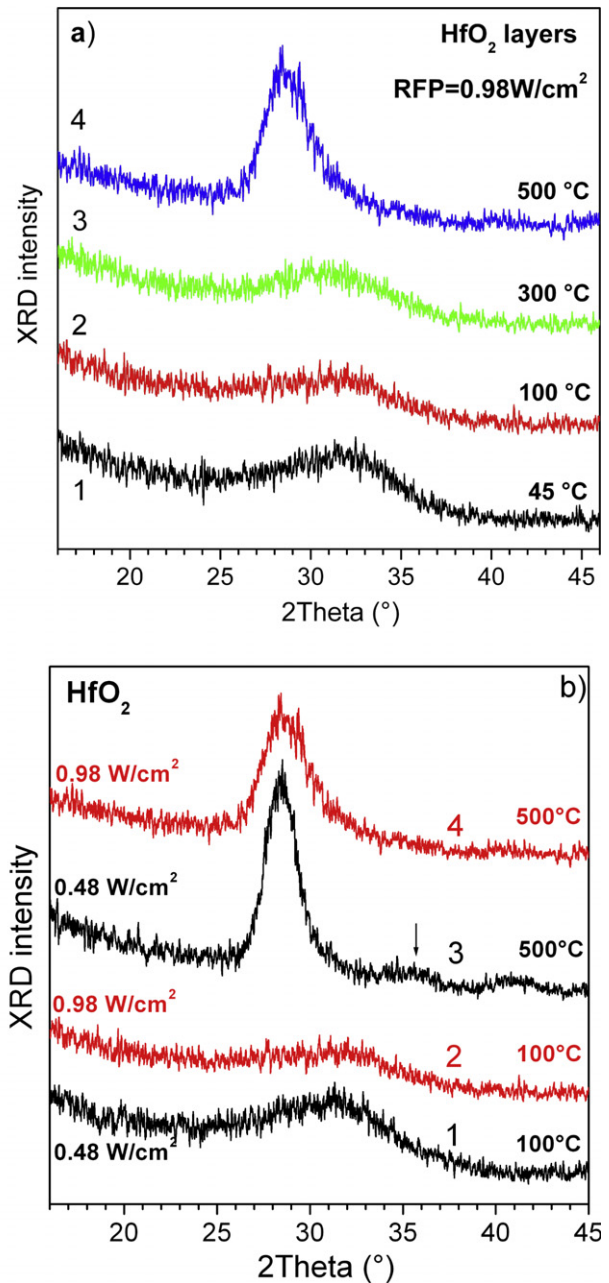 a)
HfO₂ layers
RFP=0.98W/cm²
4
500 °C
3
300 °C
2
100 °C
1
45 °C
XRD intensity
20 25 30 35 40 45
2Theta (°)
b)
HfO₂
0.98 W/cm²
4 500°C
0.48 W/cm²
3 500°C
0.98 W/cm²
2 100°C
1 100°C
0.48 W/cm²
XRD intensity
20 25 30 35 40 45
2Theta (°)